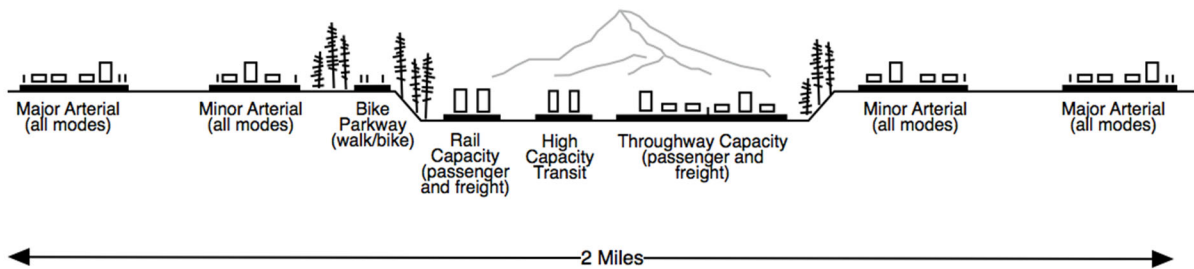 Major Arterial
(all modes)
Minor Arterial
(all modes)
Bike
Parkway
(walk/bike)
Rail
Capacity
(passenger
and freight)
High
Capacity
Transit
Throughway Capacity
(passenger and
freight)
Minor Arterial
(all modes)
Major Arterial
(all modes)
2 Miles